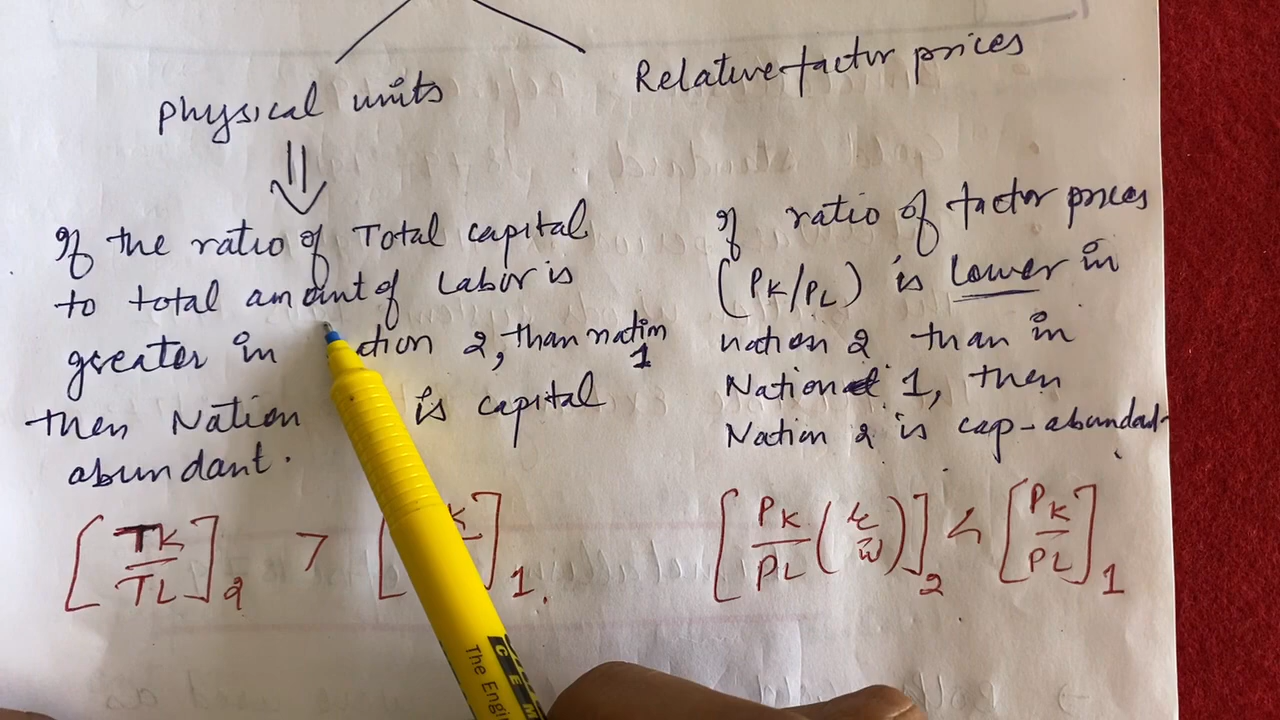 Physical units
Relative factor prices
If the ratio of Total capital
to total amount of Labor is
greater in ation 2, than nation
1
then Nation is capital
abundant.
[TK/TL]2 > [K]1.
If ratio of factor prices
(PK/PL) is Lower in
nation 2 than in
Nation 1, then
Nation 2 is cap-abundant
[PK/PL (r/w)]2 < [PK/PL]1
The Engi